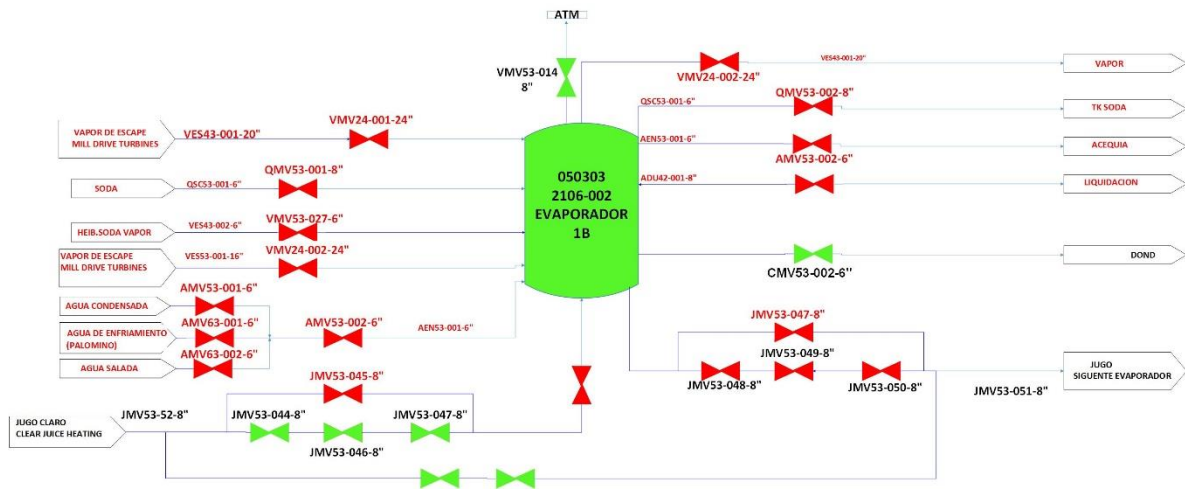 ATM
VMV53-014
8"
VMV24-002-24"
VES43-001-20"
VAPOR
QSC53-001-6"
QMV53-002-8"
TK SODA
AEN53-001-6"
AMV53-002-6"
ACEQUIA
ADU42-001-8"
LIQUIDACION
VAPOR DE ESCAPE
MILL DRIVE TURBINES
VES43-001-20"
VMV24-001-24"
SODA
QSC53-001-6"
QMV53-001-8"
HEIB.SODA VAPOR
VES43-002-6"
VMV53-027-6"
VAPOR DE ESCAPE
MILL DRIVE TURBINES
VES53-001-16"
VMV24-002-24"
050303
2106-002
EVAPORADOR
1B
CMV53-002-6"
DOND
AGUA CONDENSADA
AMV53-001-6"
AGUA DE ENFRIAMIENTO
(PALOMINO)
AMV63-001-6"
AMV53-002-6"
AEN53-001-6"
AGUA SALADA
AMV63-002-6"
JMV53-047-8"
JMV53-049-8"
JMV53-048-8"
JMV53-050-8"
JMV53-051-8"
JUGO
SIGUENTE EVAPORADOR
JUGO CLARO
CLEAR JUICE HEATING
JMV53-52-8"
JMV53-045-8"
JMV53-044-8"
JMV53-047-8"
JMV53-046-8"